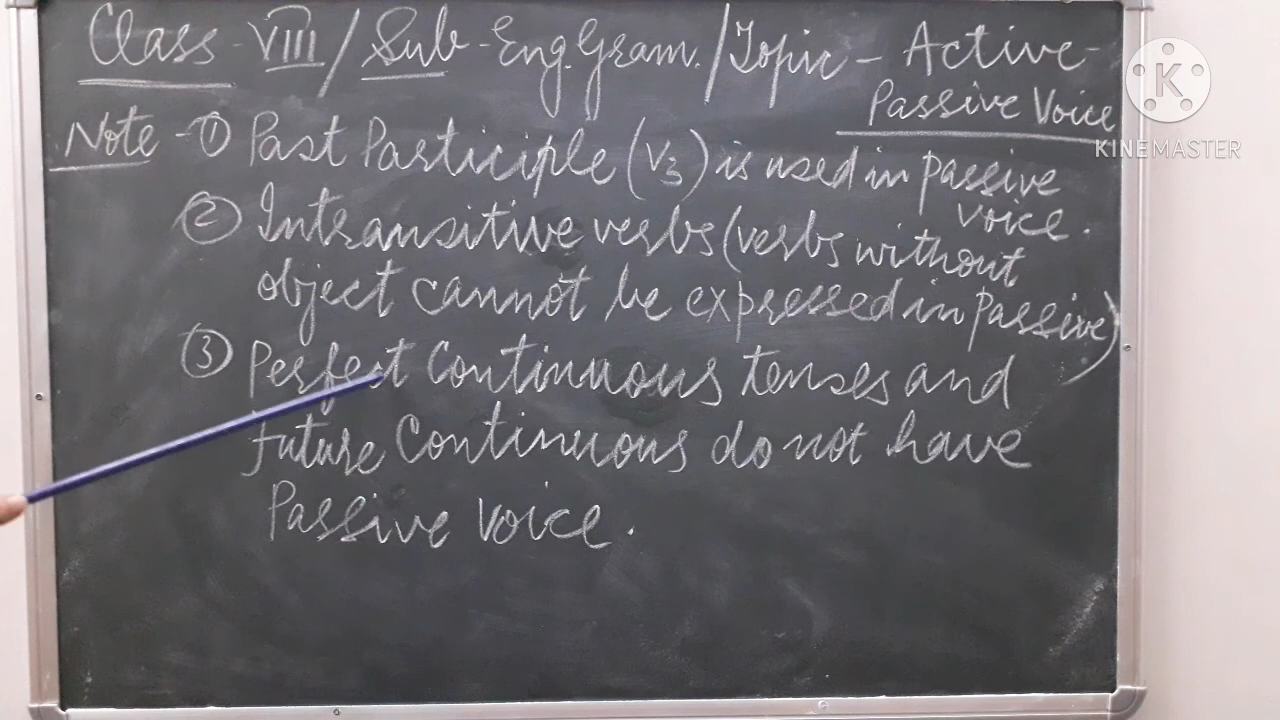 Class - VIII / Sub - Eng. Gram. / Topic - Active -
Passive Voice
K
KINEMASTER
Note - ① Past Participle (V3) is used in passive
voice.
② Intransitive verbs (verbs without
object cannot be expressed in Passive)
③ Perfect Continuous tenses and
future Continuous do not have
Passive Voice.